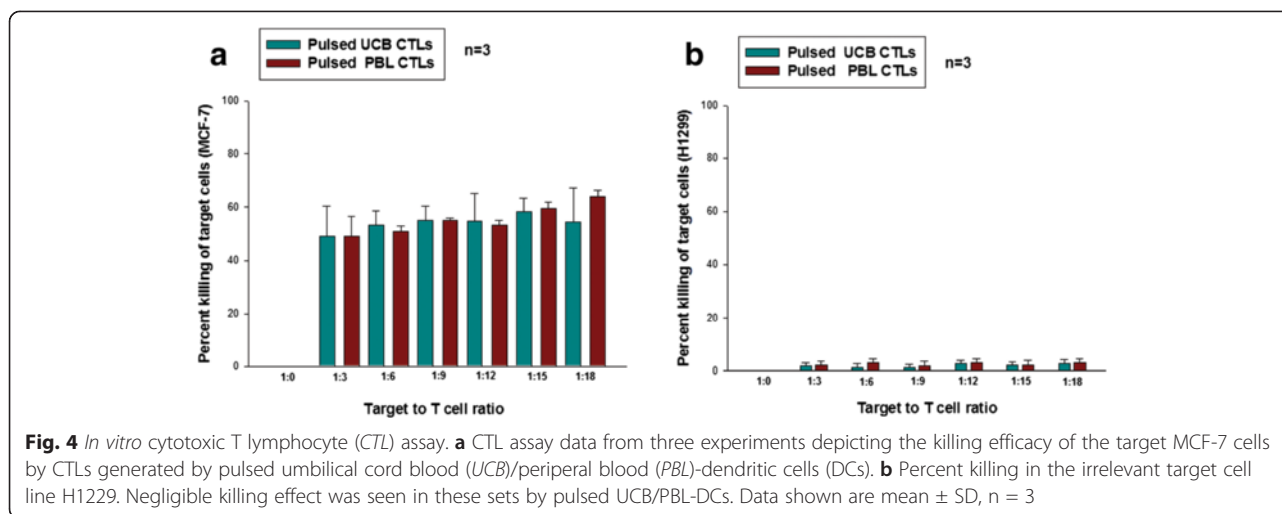 a
Pulsed UCB CTLs
Pulsed PBL CTLs
n=3
Percent killing of target cells (MCF-7)
100
80
60
40
20
0
1:0 1:3 1:6 1:9 1:12 1:15 1:18
Target to T cell ratio
b
Pulsed UCB CTLs
Pulsed PBL CTLs
n=3
Percent killing of target cells (H1299)
100
80
60
40
20
0
1:0 1:3 1:6 1:9 1:12 1:15 1:18
Target to T cell ratio
Fig. 4 In vitro cytotoxic T lymphocyte (CTL) assay. a CTL assay data from three experiments depicting the killing efficacy of the target MCF-7 cells
by CTLs generated by pulsed umbilical cord blood (UCB)/periperal blood (PBL)-dendritic cells (DCs). b Percent killing in the irrelevant target cell
line H1229. Negligible killing effect was seen in these sets by pulsed UCB/PBL-DCs. Data shown are mean ± SD, n = 3